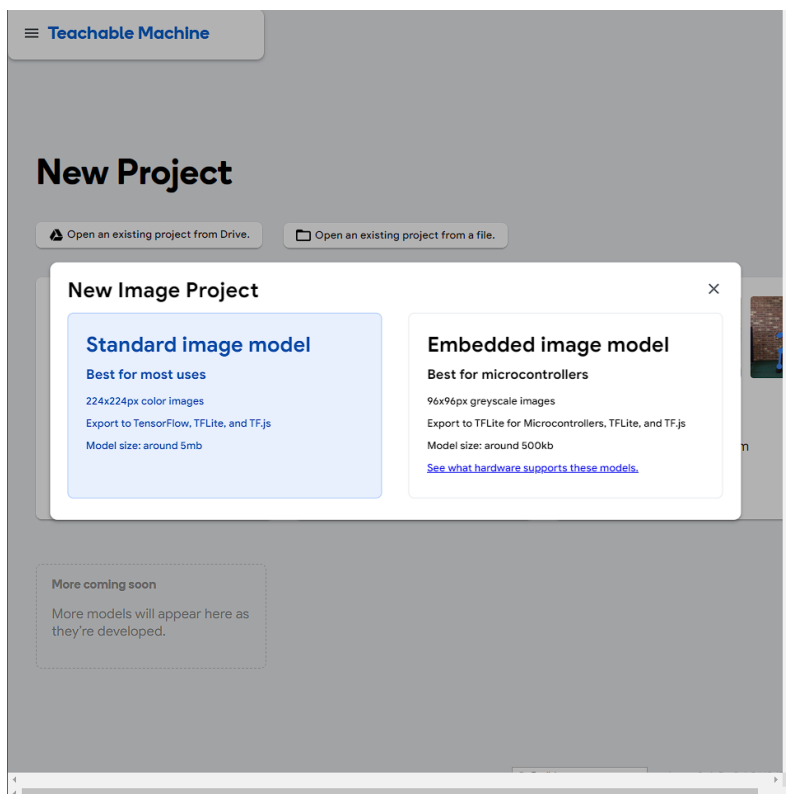 Teachable Machine
New Project
Open an existing project from Drive.
Open an existing project from a file.
New Image Project
Standard image model
Best for most uses
224x224px color images
Export to TensorFlow, TFLite, and TF.js
Model size: around 5mb
Embedded image model
Best for microcontrollers
96x96px greyscale images
Export to TFLite for Microcontrollers, TFLite, and TF.js
Model size: around 500kb
See what hardware supports these models.
More coming soon
More models will appear here as
they're developed.